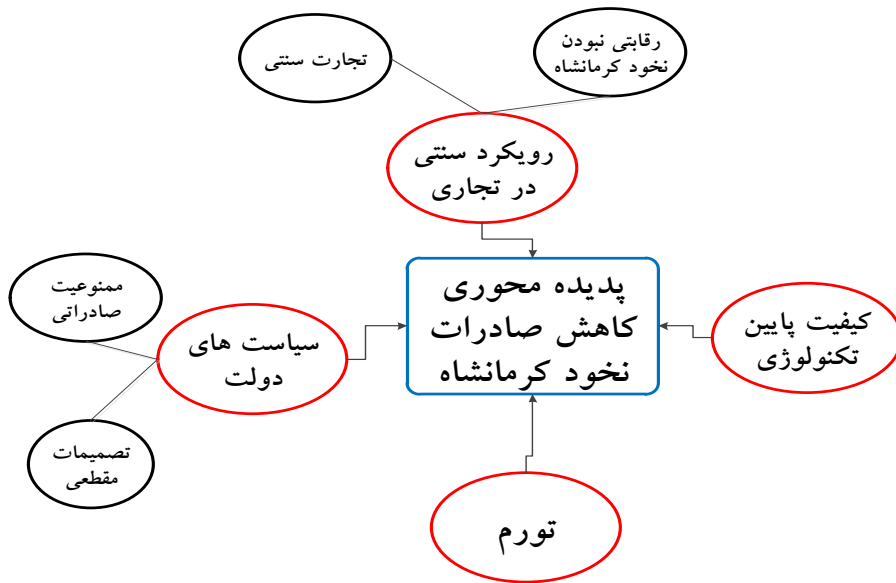 رقابتی نبودن
نخود کرمانشاه
تجارت سنتی
رویکرد سنتی
در تجاری
ممنوعیت
صادراتی
پدیده محوری
کاهش صادرات
نخود کرمانشاه
کیفیت پایین
تکنولوژی
سیاست های
دولت
تصمیمات
مقطعی
تورم